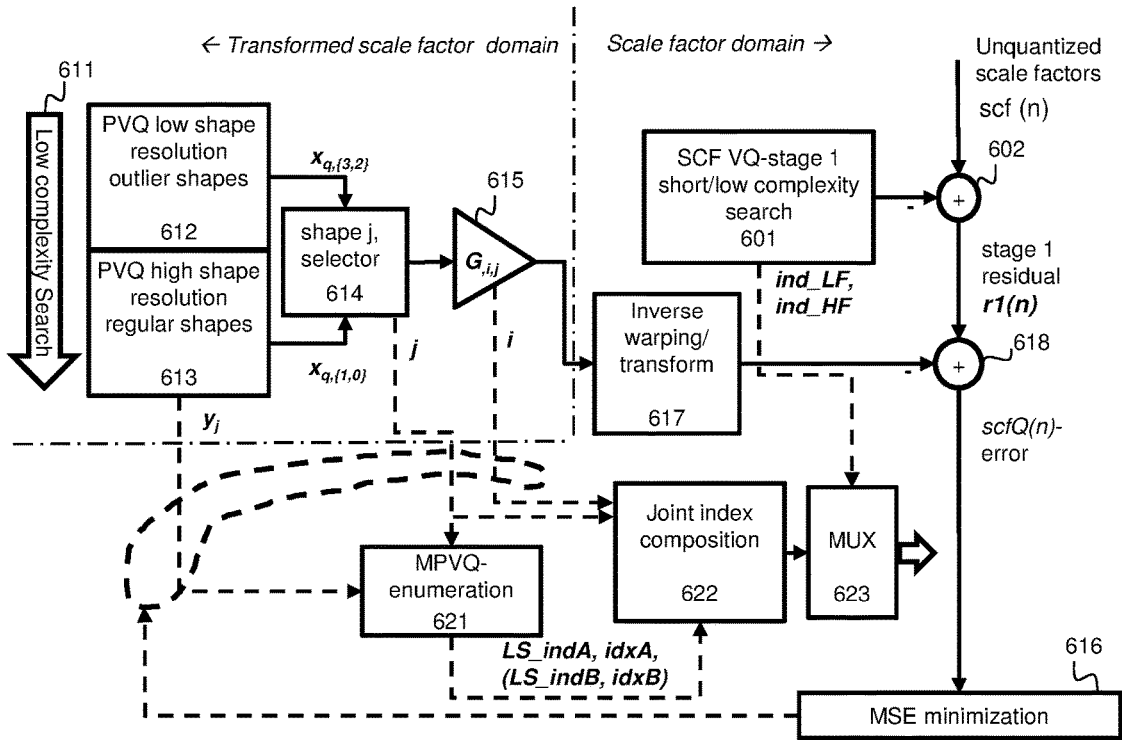 ← Transformed scale factor domain
Scale factor domain →
Unquantized
scale factors
scf (n)
611
Low complexity Search
PVQ low shape
resolution
outlier shapes
612
PVQ high shape
resolution
regular shapes
613
x_q,{3,2}
x_q,{1,0}
shape j,
selector
614
615
G,i,j
SCF VQ-stage 1
short/low complexity
search
601
602
+
-
stage 1
residual
r1(n)
ind_LF,
ind_HF
Inverse
warping/
transform
617
618
+
-
j
i
y_j
scfQ(n)-
error
MPVQ-
enumeration
621
Joint index
composition
622
MUX
623
LS_indA, idxA,
(LS_indB, idxB)
616
MSE minimization